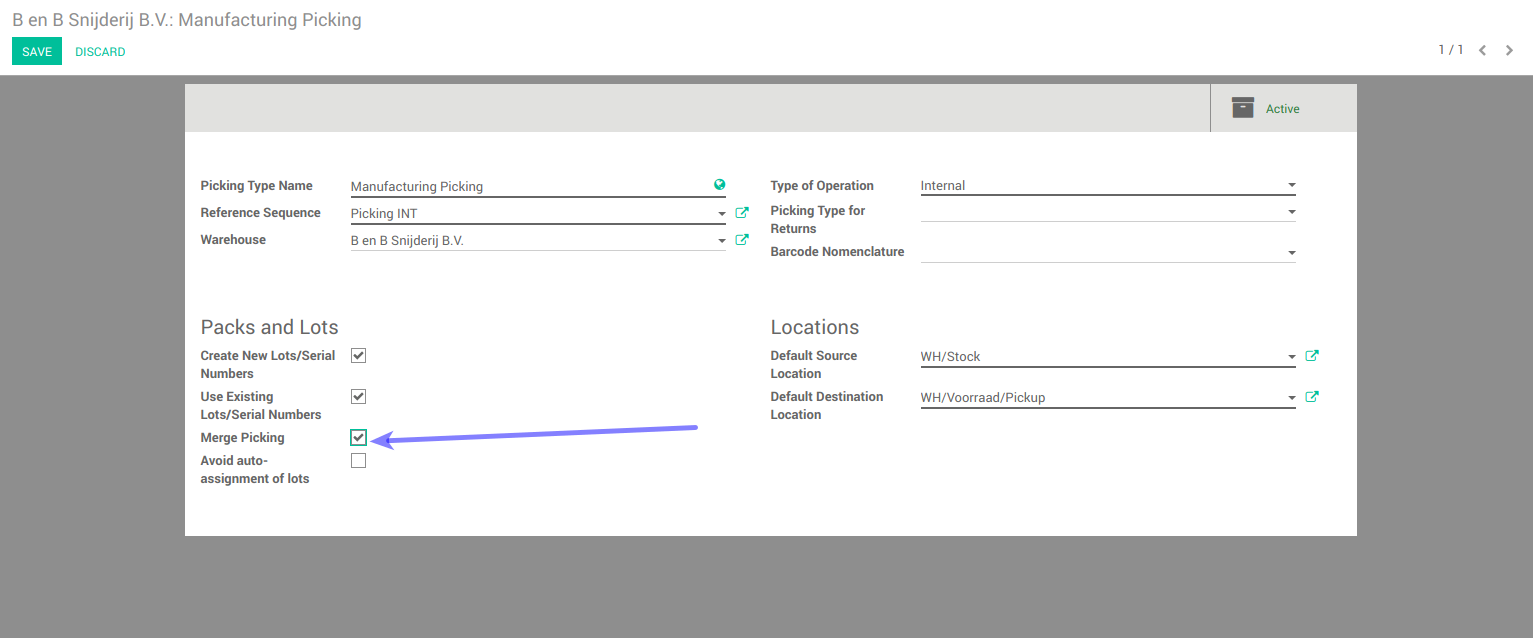 B en B Snijderij B.V.: Manufacturing Picking
SAVE DISCARD
1 / 1
Active
Picking Type Name Manufacturing Picking
Reference Sequence Picking INT
Warehouse B en B Snijderij B.V.
Type of Operation Internal
Picking Type for
Returns
Barcode Nomenclature
Packs and Lots
Create New Lots/Serial
Numbers
Use Existing
Lots/Serial Numbers
Merge Picking
Avoid auto-
assignment of lots
Locations
Default Source WH/Stock
Location
Default Destination WH/Voorraad/Pickup
Location